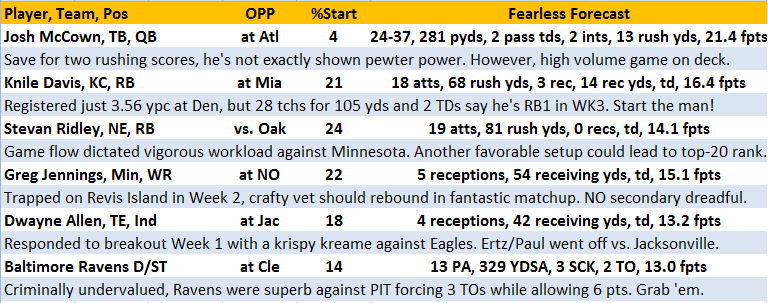 Player, Team, Pos OPP %Start Fearless Forecast
Josh McCown, TB, QB at Atl 4 24-37, 281 pyds, 2 pass tds, 2 ints, 13 rush yds, 21.4 fpts
Save for two rushing scores, he's not exactly shown pewter power. However, high volume game on deck.
Knile Davis, KC, RB at Mia 21 18 atts, 68 rush yds, 3 rec, 14 rec yds, td, 16.4 fpts
Registered just 3.56 ypc at Den, but 28 tchs for 105 yds and 2 TDs say he's RB1 in WK3. Start the man!
Stevan Ridley, NE, RB vs. Oak 24 19 atts, 81 rush yds, 0 recs, td, 14.1 fpts
Game flow dictated vigorous workload against Minnesota. Another favorable setup could lead to top-20 rank.
Greg Jennings, Min, WR at NO 22 5 receptions, 54 receiving yds, td, 15.1 fpts
Trapped on Revis Island in Week 2, crafty vet should rebound in fantastic matchup. NO secondary dreadful.
Dwayne Allen, TE, Ind at Jac 18 4 receptions, 42 receiving yds, td, 13.2 fpts
Responded to breakout Week 1 with a krispy kreame against Eagles. Ertz/Paul went off vs. Jacksonville.
Baltimore Ravens D/ST at Cle 14 13 PA, 329 YDSA, 3 SCK, 2 TO, 13.0 fpts
Criminally undervalued, Ravens were superb against PIT forcing 3 TOs while allowing 6 pts. Grab 'em.